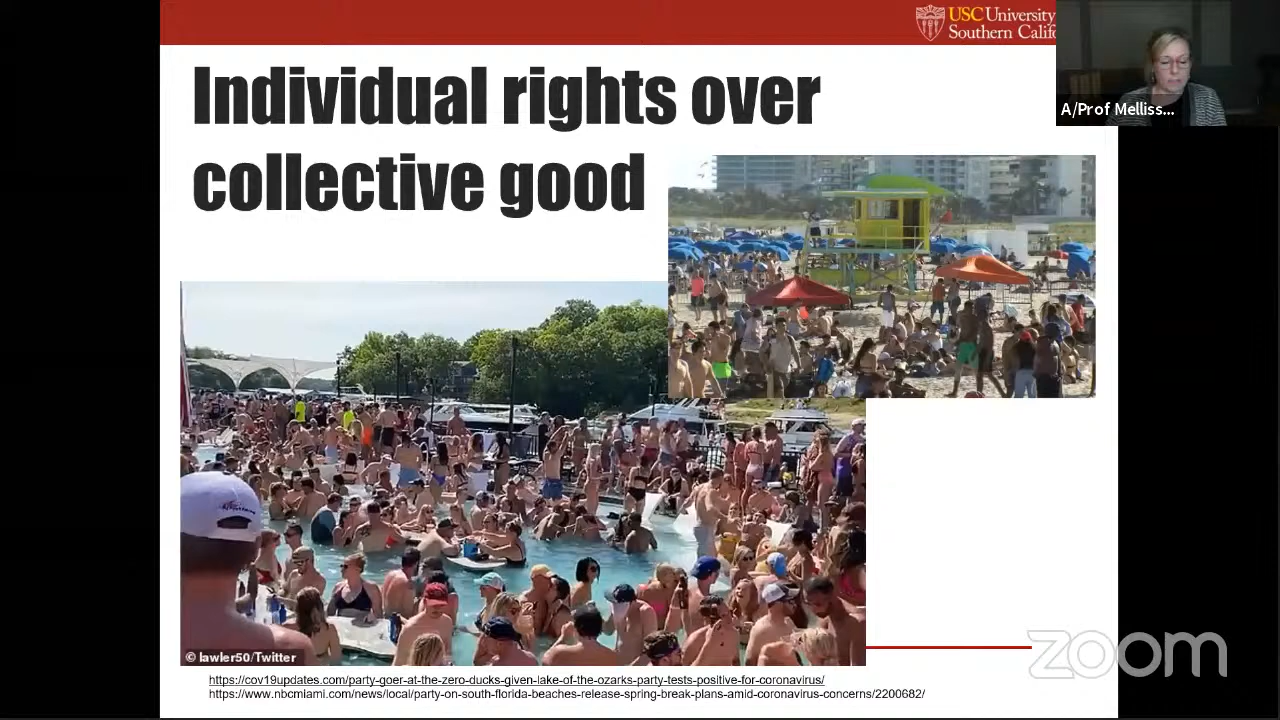 USC University
Southern Calif
A/Prof Melliss...
Individual rights over
collective good
© lawler50/Twitter
zoom
https://cov19updates.com/party-goer-at-the-zero-ducks-given-lake-of-the-ozarks-party-tests-positive-for-coronavirus/
https://www.nbcmiami.com/news/local/party-on-south-florida-beaches-release-spring-break-plans-amid-coronavirus-concerns/2200682/